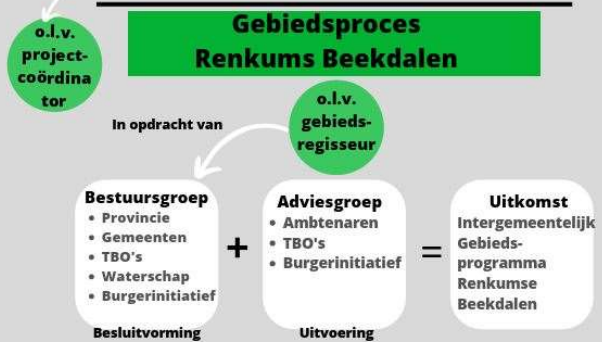 o.l.v.
project-
coördina
tor
Gebiedsproces
Renkums Beekdalen
In opdracht van
o.l.v.
gebieds-
regisseur
Bestuursgroep
• Provincie
• Gemeenten
• TBO's
• Waterschap
• Burgerinitiatief
Besluitvorming
+
Adviesgroep
• Ambtenaren
• TBO's
• Burgerinitiatief
Uitvoering
=
Uitkomst
Intergemeentelijk
Gebieds-
programma
Renkumse
Beekdalen